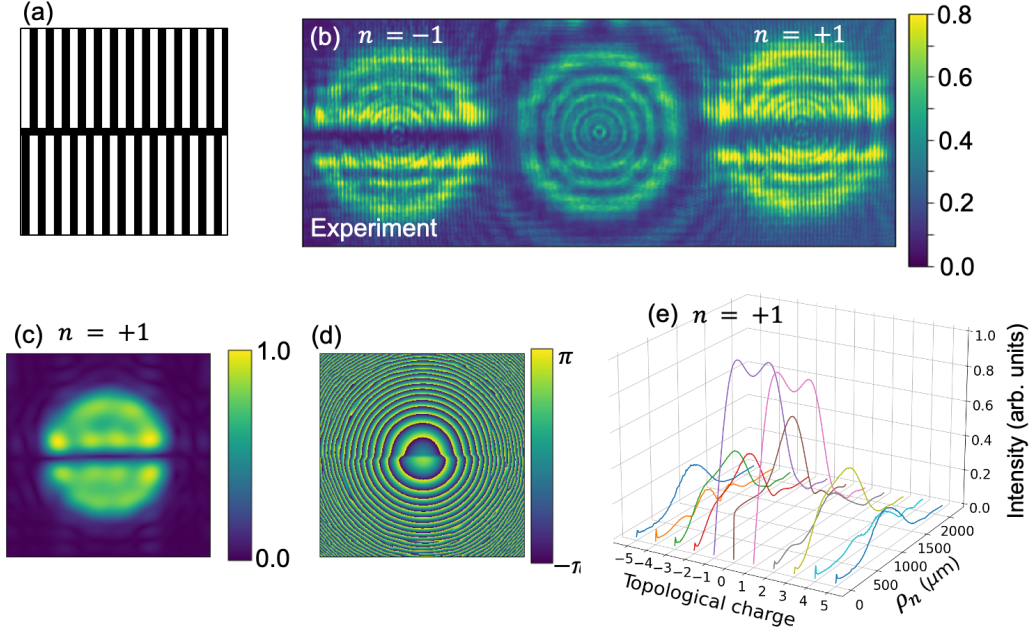 (a)
(b) n = −1
n = +1
0.8
0.6
0.4
0.2
0.0
Experiment
(c) n = +1
1.0
0.0
(d)
π
−π
(e) n = +1
1.0
0.8
0.6
0.4
0.2
0.0
Intensity (arb. units)
−5 −4 −3 −2 −1 0 1 2 3 4 5
Topological charge
0 500 1000 1500 2000
ρn (μm)